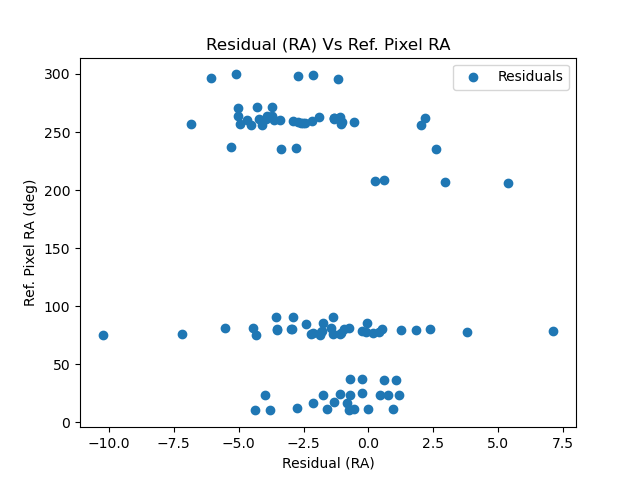 Residual (RA) Vs Ref. Pixel RA
Residuals
300
250
200
150
100
50
0
Ref. Pixel RA (deg)
−10.0 −7.5 −5.0 −2.5 0.0 2.5 5.0 7.5
Residual (RA)